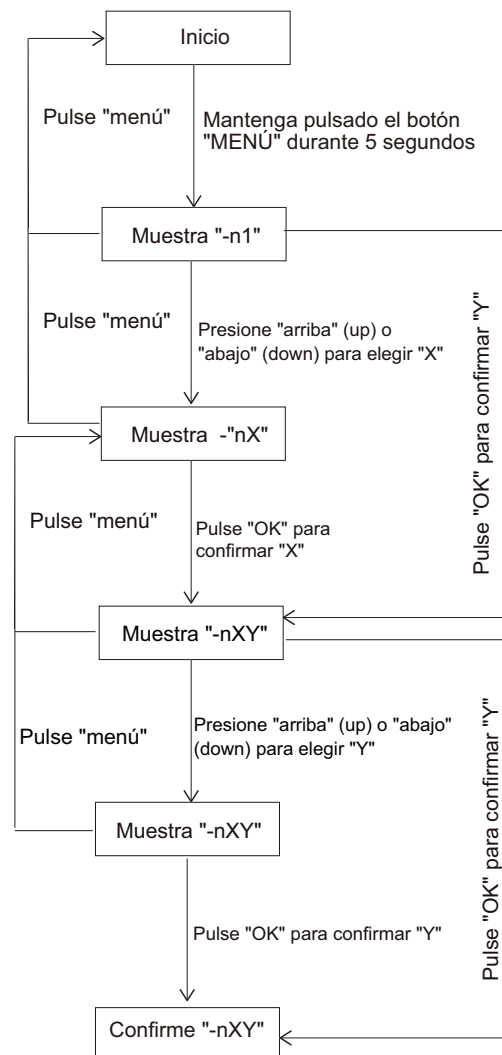 Inicio
Pulse "menú"
Mantenga pulsado el botón
"MENÚ" durante 5 segundos
Muestra "-n1"
Pulse "menú"
Presione "arriba" (up) o
"abajo" (down) para elegir "X"
Pulse "OK" para confirmar "Y"
Muestra -"nX"
Pulse "menú"
Pulse "OK" para
confirmar "X"
Muestra "-nXY"
Pulse "menú"
Presione "arriba" (up) o "abajo"
(down) para elegir "Y"
Pulse "OK" para confirmar "Y"
Muestra "-nXY"
Pulse "OK" para confirmar "Y"
Confirme "-nXY"